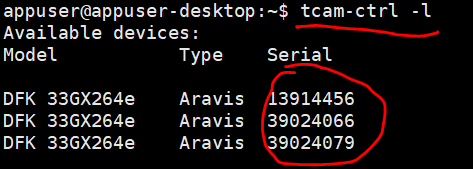 appuser@appuser-desktop:~$ tcam-ctrl -l
Available devices:
Model Type Serial
DFK 33GX264e Aravis 13914456
DFK 33GX264e Aravis 39024066
DFK 33GX264e Aravis 39024079